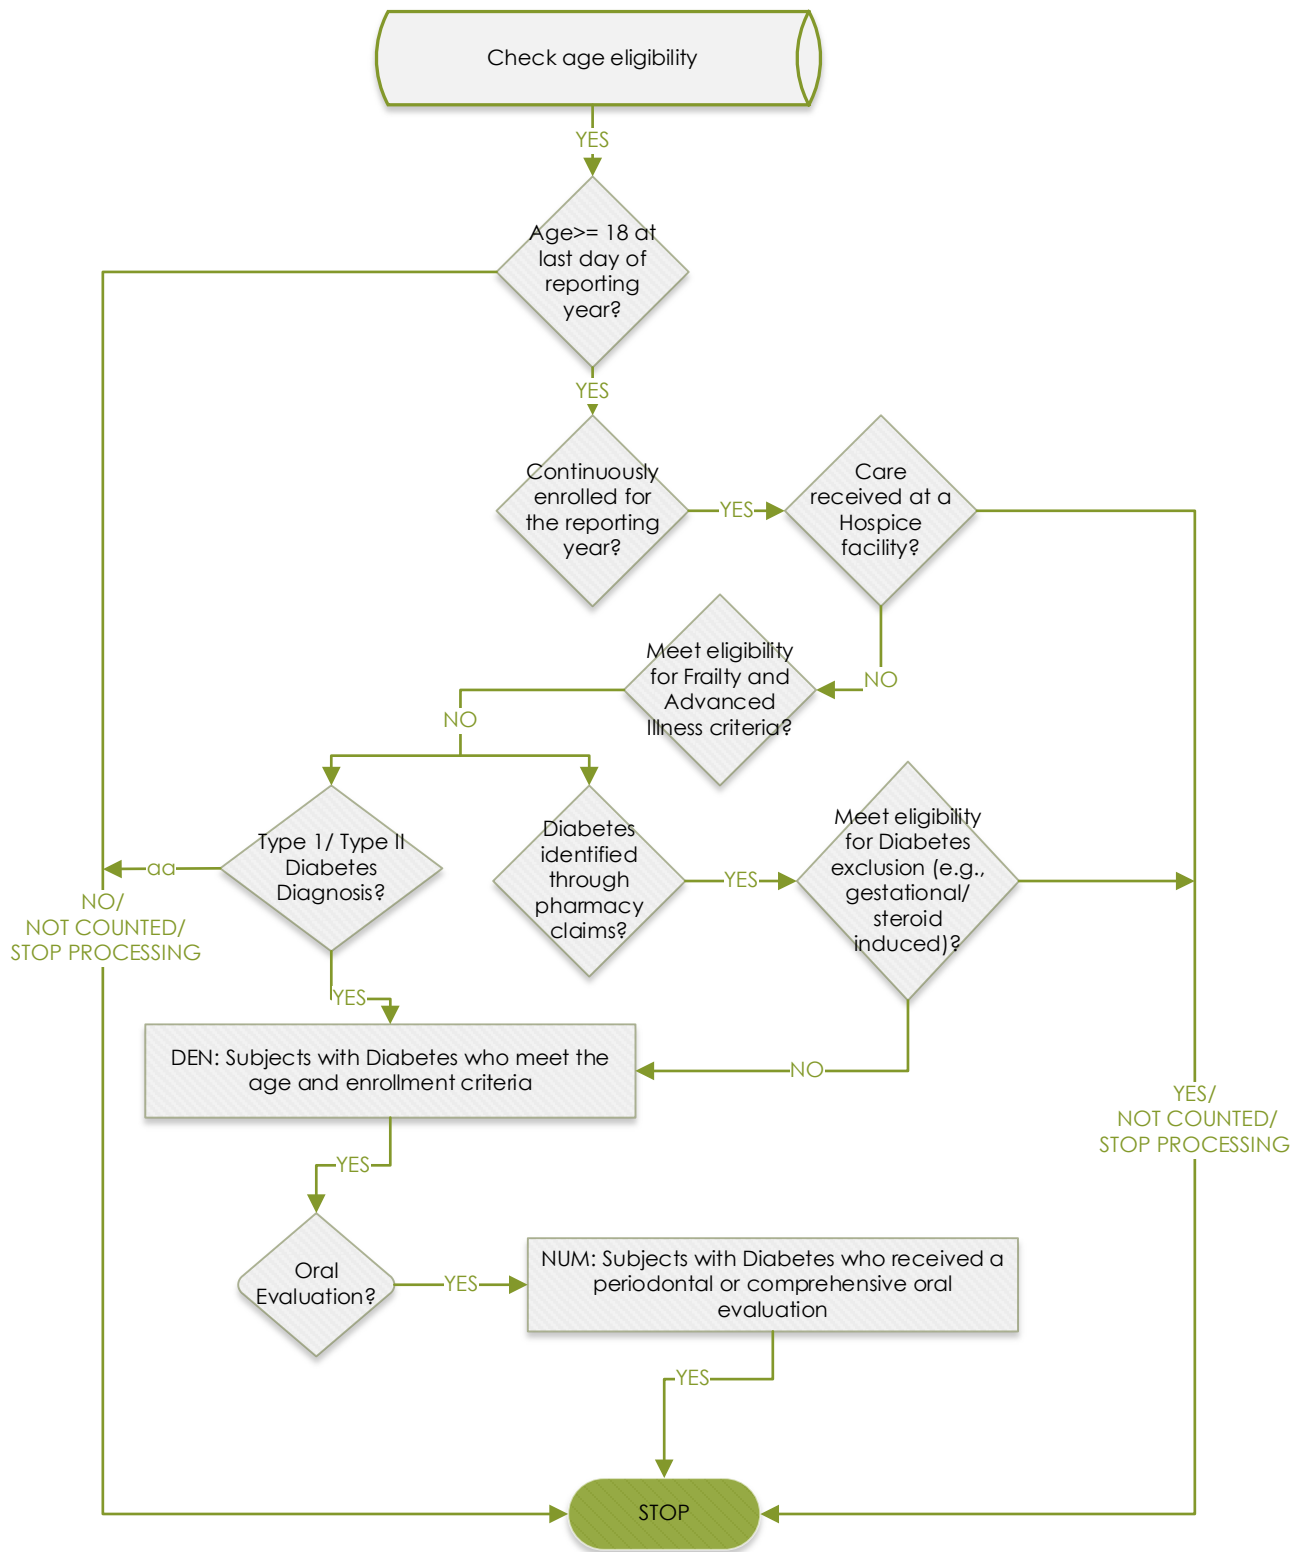 Check age eligibility
YES
Age>= 18 at
last day of
reporting
year?
YES
Continuously
enrolled for
the reporting
year?
YES
Care
received at a
Hospice
facility?
NO
Meet eligibility
for Frailty and
Advanced
Illness criteria?
NO
Type 1/ Type II
Diabetes
Diagnosis?
aa
NO/
NOT COUNTED/
STOP PROCESSING
Diabetes
identified
through
pharmacy
claims?
YES
Meet eligibility
for Diabetes
exclusion (e.g.,
gestational/
steroid
induced)?
YES
DEN: Subjects with Diabetes who meet the
age and enrollment criteria
NO
YES/
NOT COUNTED/
STOP PROCESSING
YES
Oral
Evaluation?
YES
NUM: Subjects with Diabetes who received a
periodontal or comprehensive oral
evaluation
YES
STOP